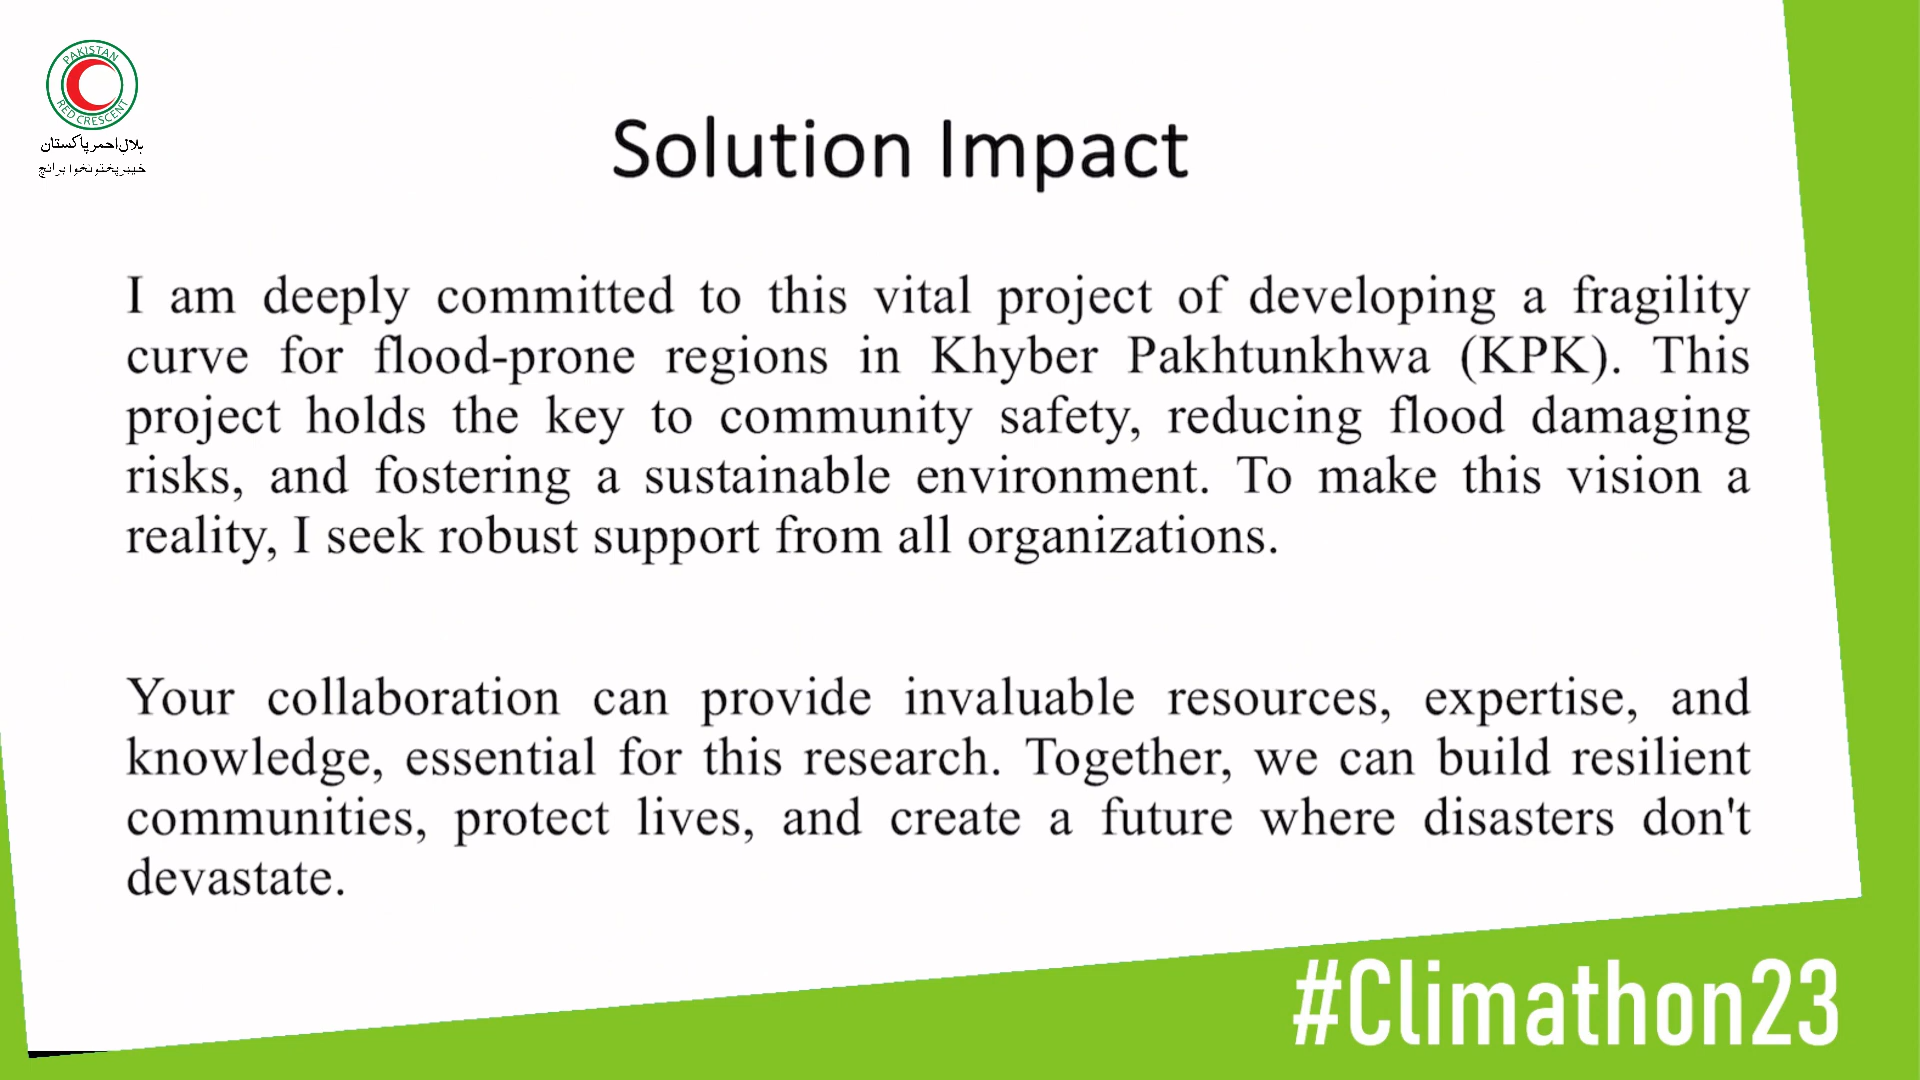 PAKISTAN
RED CRESCENT
ہلال احمر پاکستان
خیبر پختونخوا برانچ
Solution Impact
I am deeply committed to this vital project of developing a fragility
curve for flood-prone regions in Khyber Pakhtunkhwa (KPK). This
project holds the key to community safety, reducing flood damaging
risks, and fostering a sustainable environment. To make this vision a
reality, I seek robust support from all organizations.
Your collaboration can provide invaluable resources, expertise, and
knowledge, essential for this research. Together, we can build resilient
communities, protect lives, and create a future where disasters don't
devastate.
#Climathon23